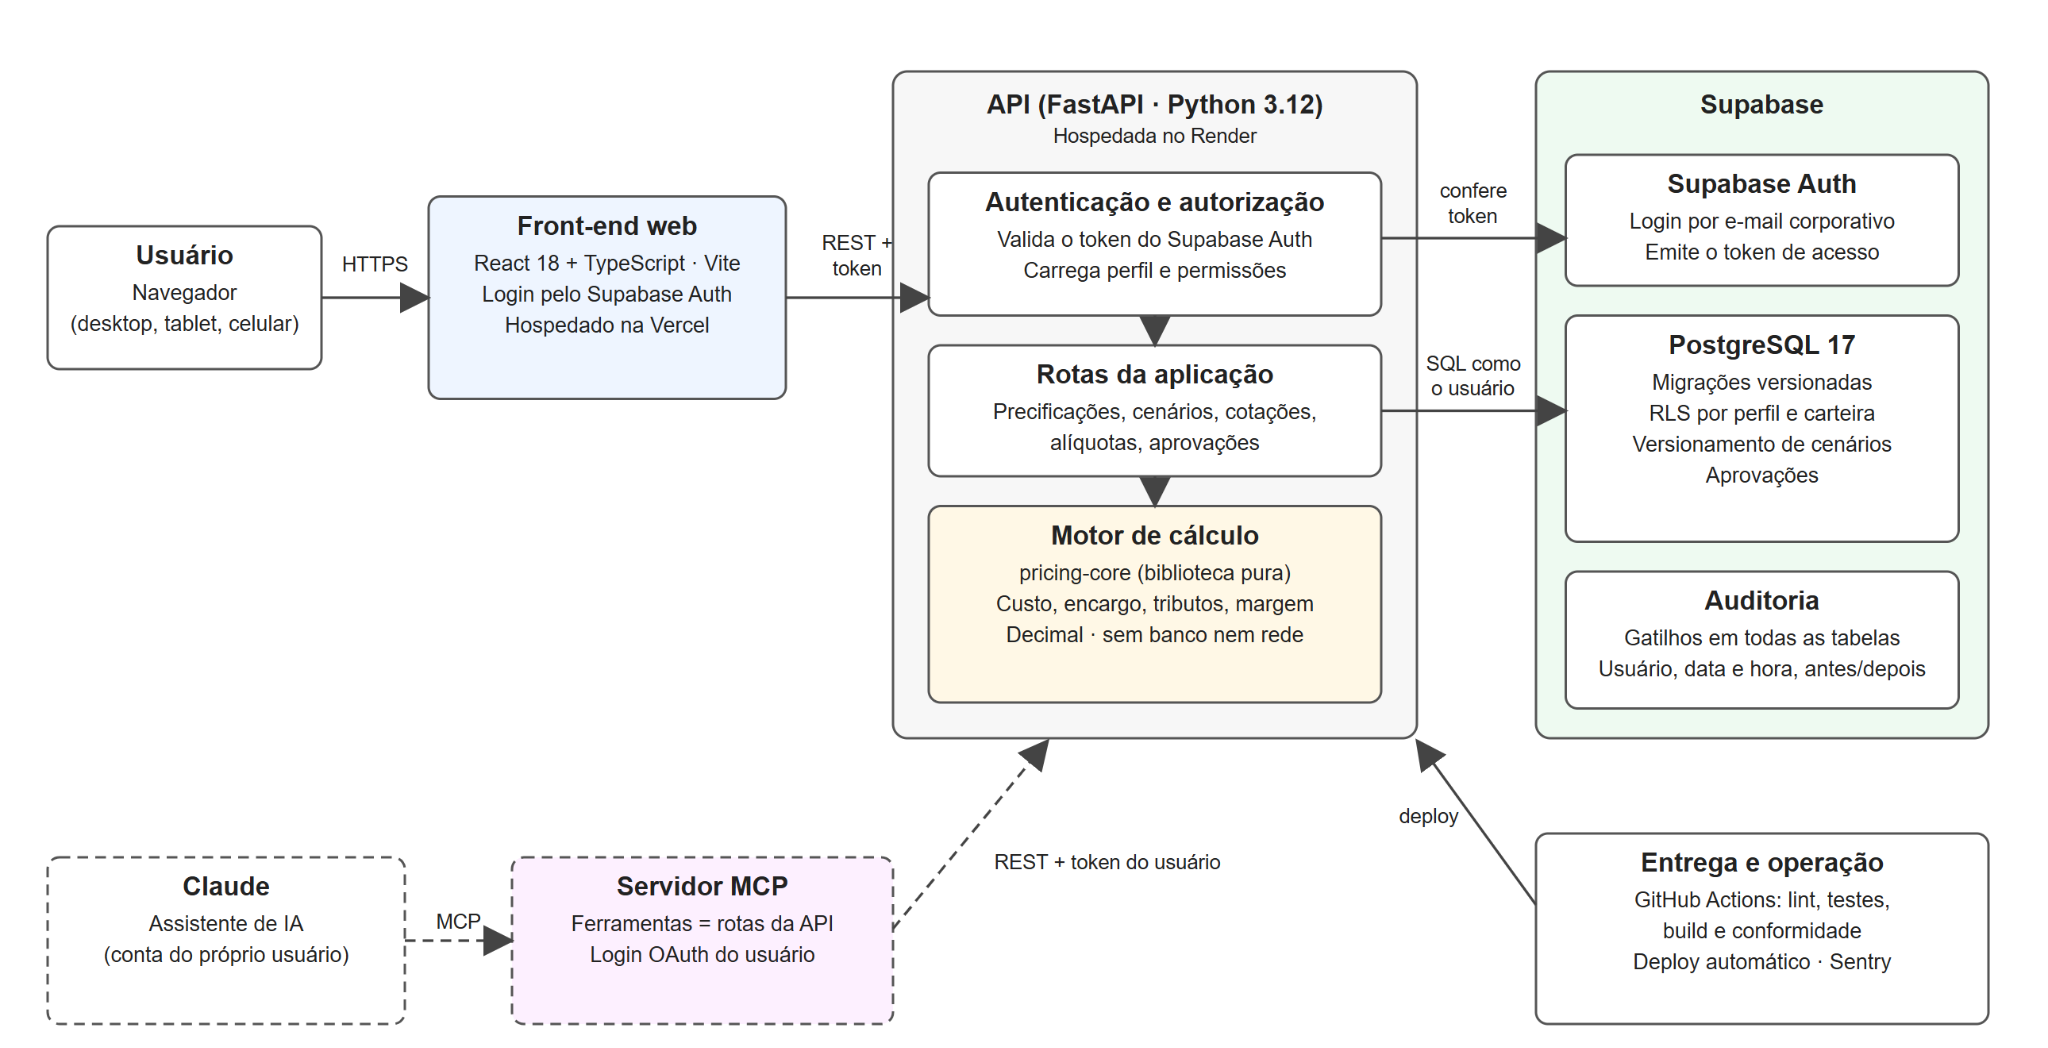 Usuário
Navegador
(desktop, tablet, celular)
HTTPS
Front-end web
React 18 + TypeScript · Vite
Login pelo Supabase Auth
Hospedado na Vercel
REST +
token
API (FastAPI · Python 3.12)
Hospedada no Render
Autenticação e autorização
Valida o token do Supabase Auth
Carrega perfil e permissões
Rotas da aplicação
Precificações, cenários, cotações,
alíquotas, aprovações
Motor de cálculo
pricing-core (biblioteca pura)
Custo, encargo, tributos, margem
Decimal · sem banco nem rede
confere
token
SQL como
o usuário
Supabase
Supabase Auth
Login por e-mail corporativo
Emite o token de acesso
PostgreSQL 17
Migrações versionadas
RLS por perfil e carteira
Versionamento de cenários
Aprovações
Auditoria
Gatilhos em todas as tabelas
Usuário, data e hora, antes/depois
Claude
Assistente de IA
(conta do próprio usuário)
MCP
Servidor MCP
Ferramentas = rotas da API
Login OAuth do usuário
REST + token do usuário
deploy
Entrega e operação
GitHub Actions: lint, testes,
build e conformidade
Deploy automático · Sentry